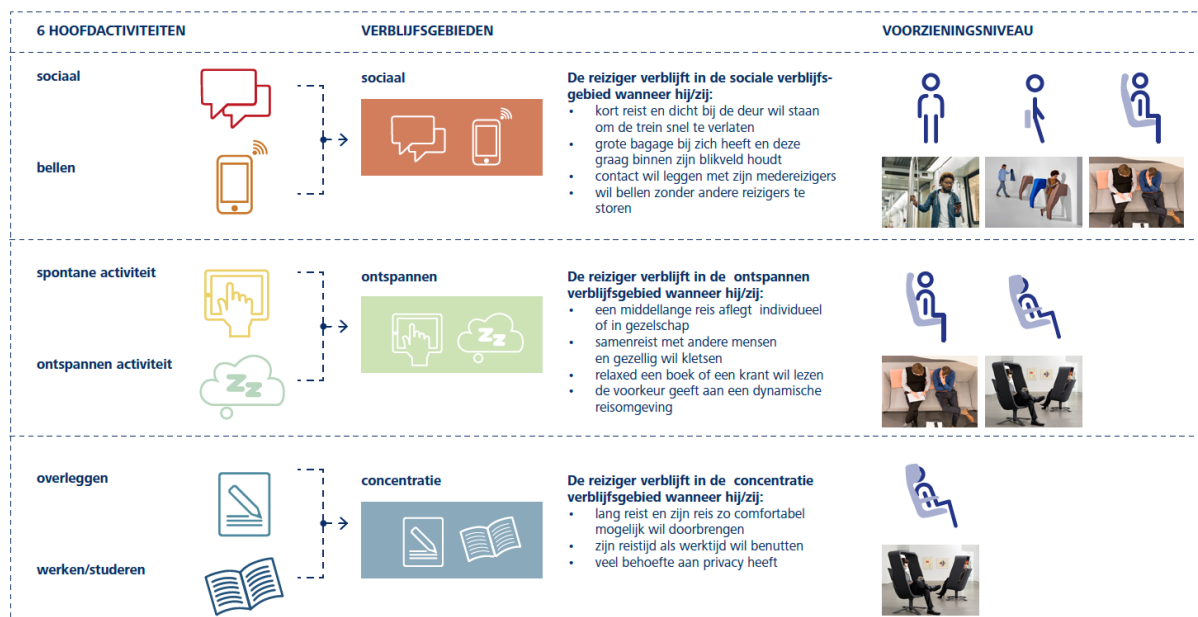 6 HOOFDACTIVITEITEN
VERBLIJFSGEBIEDEN
VOORZIENINGSNIVEAU
sociaal
bellen
sociaal
De reiziger verblijft in de sociale verblijfs-
gebied wanneer hij/zij:
• kort reist en dicht bij de deur wil staan
om de trein snel te verlaten
• grote bagage bij zich heeft en deze
graag binnen zijn blikveld houdt
• contact wil leggen met zijn medereizigers
• wil bellen zonder andere reizigers te
storen
spontane activiteit
ontspannen activiteit
ZZ
ontspannen
ZZ
De reiziger verblijft in de ontspannen
verblijfsgebied wanneer hij/zij:
• een middellange reis aflegt individueel
of in gezelschap
• samenreist met andere mensen
en gezellig wil kletsen
• relaxed een boek of een krant wil lezen
• de voorkeur geeft aan een dynamische
reisomgeving
overleggen
werken/studeren
concentratie
De reiziger verblijft in de concentratie
verblijfsgebied wanneer hij/zij:
• lang reist en zijn reis zo comfortabel
mogelijk wil doorbrengen
• zijn reistijd als werktijd wil benutten
• veel behoefte aan privacy heeft